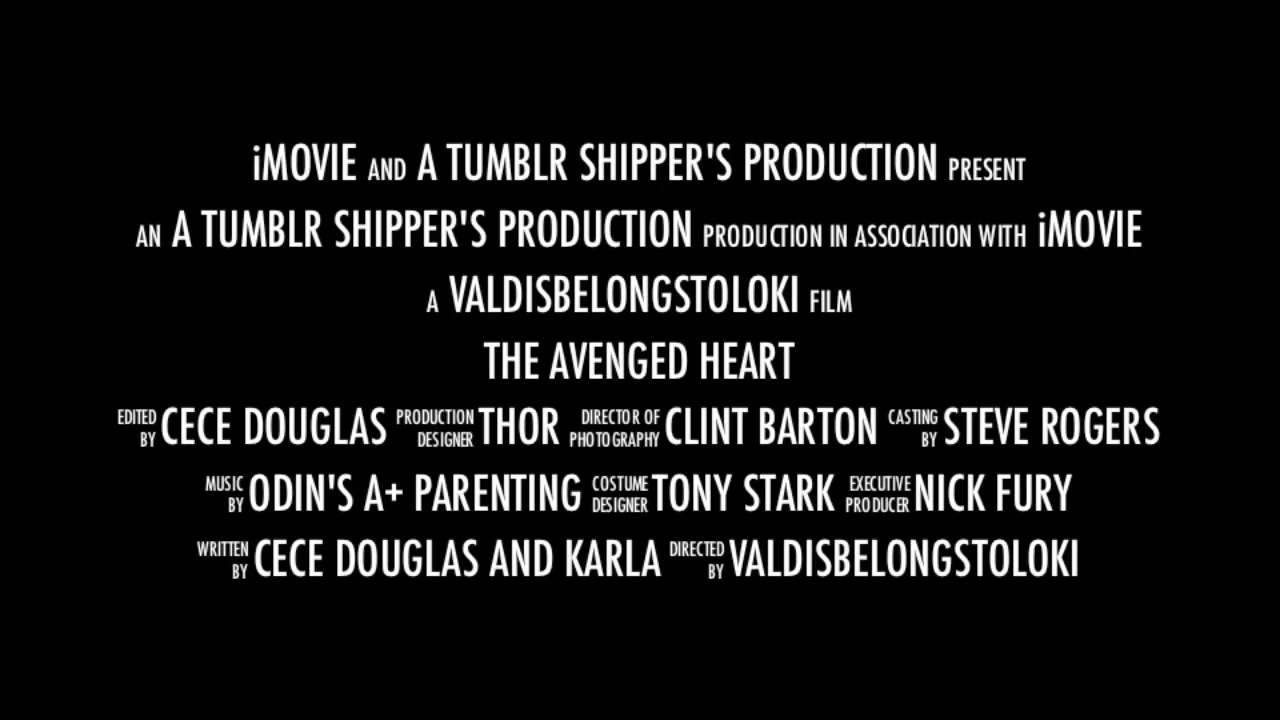 iMOVIE AND A TUMBLR SHIPPER'S PRODUCTION PRESENT
AN A TUMBLR SHIPPER'S PRODUCTION PRODUCTION IN ASSOCIATION WITH iMOVIE
A VALDISBELONGSTOLOKI FILM
THE AVENGED HEART
EDITED BY CECE DOUGLAS PRODUCTION DESIGNER THOR DIRECTOR OF PHOTOGRAPHY CLINT BARTON CASTING BY STEVE ROGERS
MUSIC BY ODIN'S A+ PARENTING COSTUME DESIGNER TONY STARK EXECUTIVE PRODUCER NICK FURY
WRITTEN BY CECE DOUGLAS AND KARLA DIRECTED BY VALDISBELONGSTOLOKI